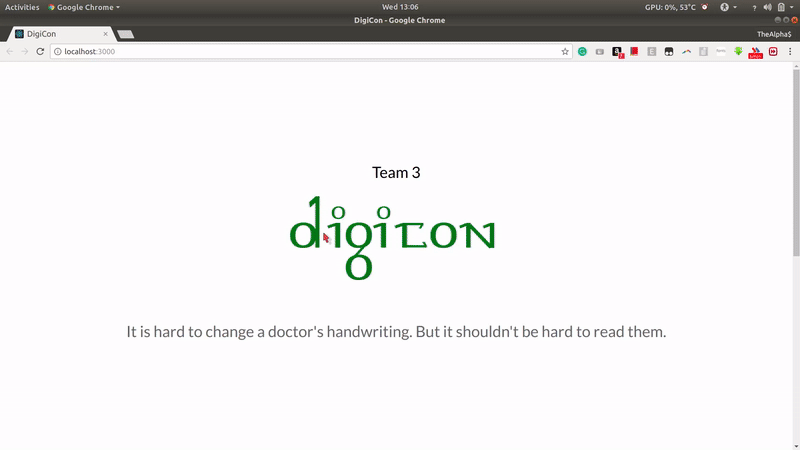 Activities Google Chrome Wed 13:06 GPU: 0%, 53°C
DigiCon - Google Chrome
DigiCon TheAlpha$
localhost:3000
Team 3
digicon
It is hard to change a doctor's handwriting. But it shouldn't be hard to read them.